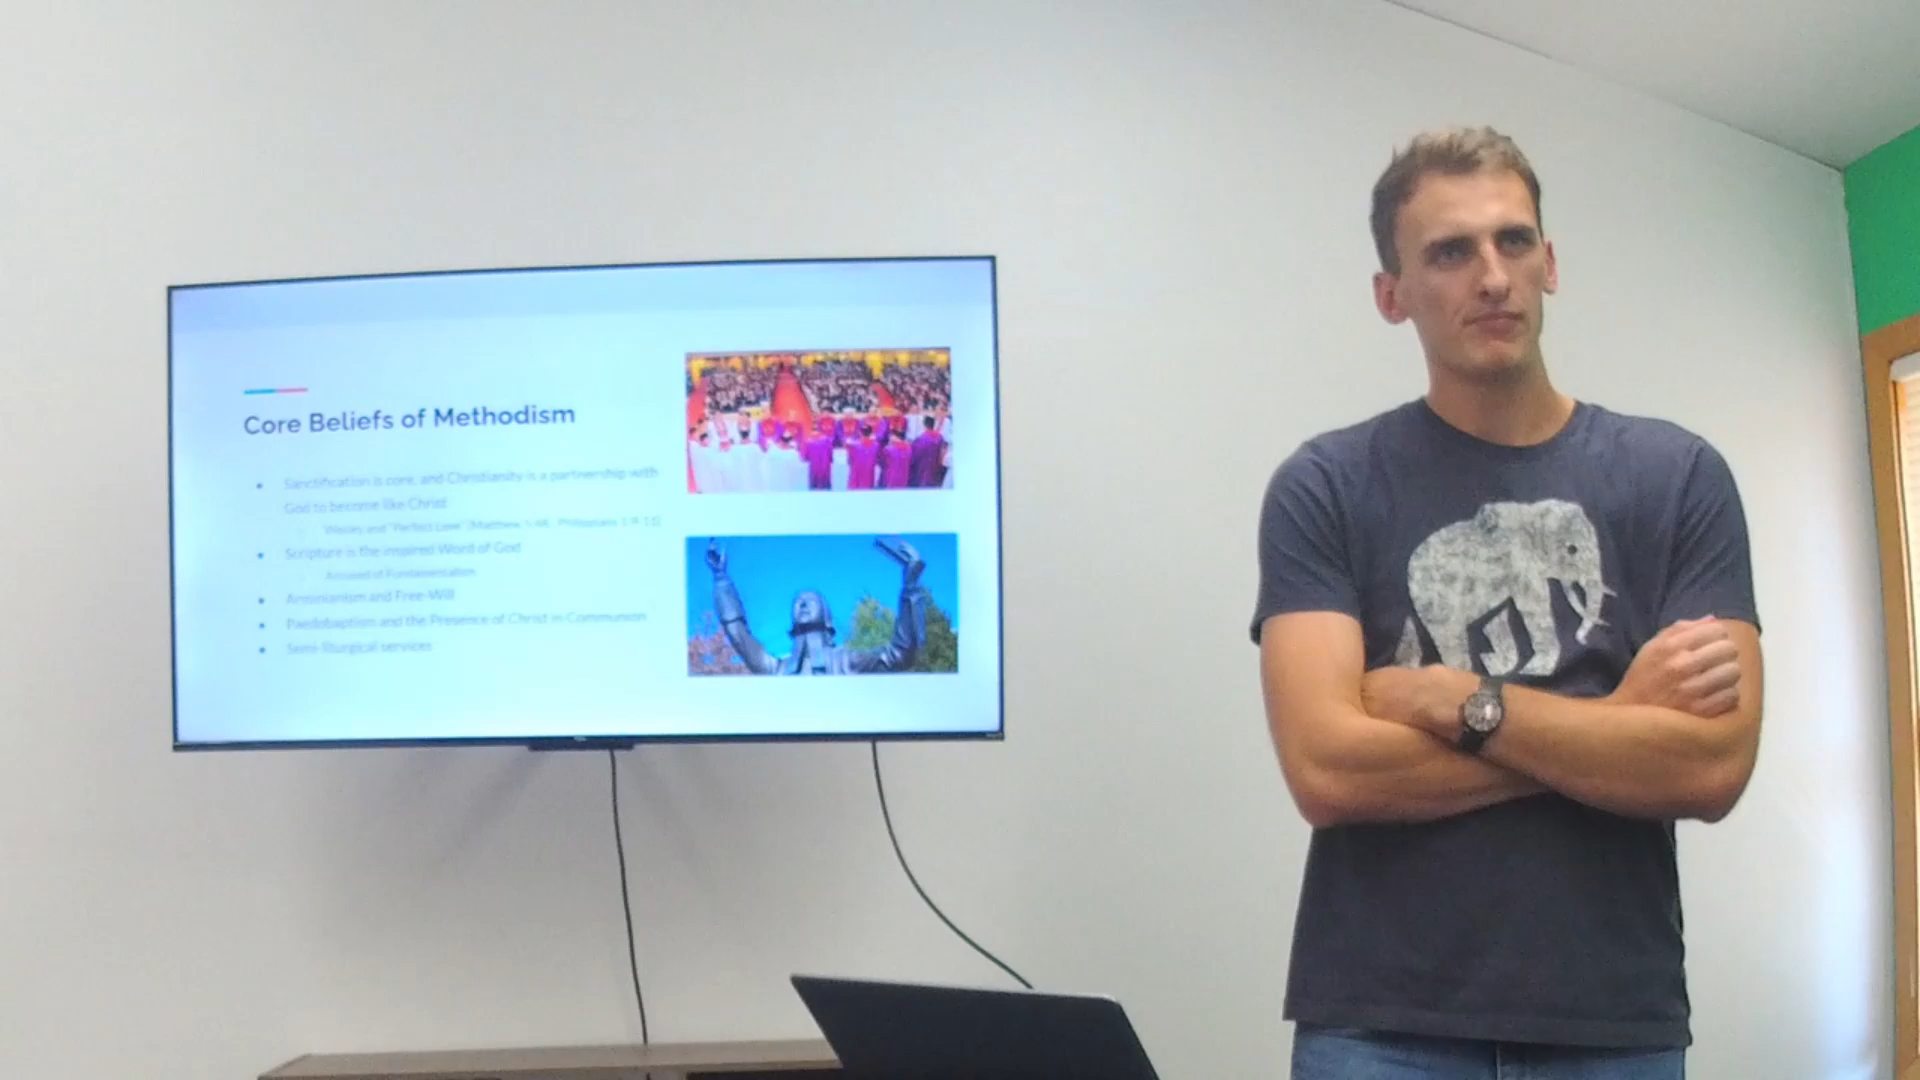 Core Beliefs of Methodism
Sanctification is core, and Christianity is a partnership with
God to become like Christ
Wesley and "Perfect Love" (Matthew Philippians
Scripture is the inspired Word of God
Accused of Fundamentalism
Arminianism and Free-Will
Paedobaptism and the Presence of Christ in Communion
Semi-liturgical services